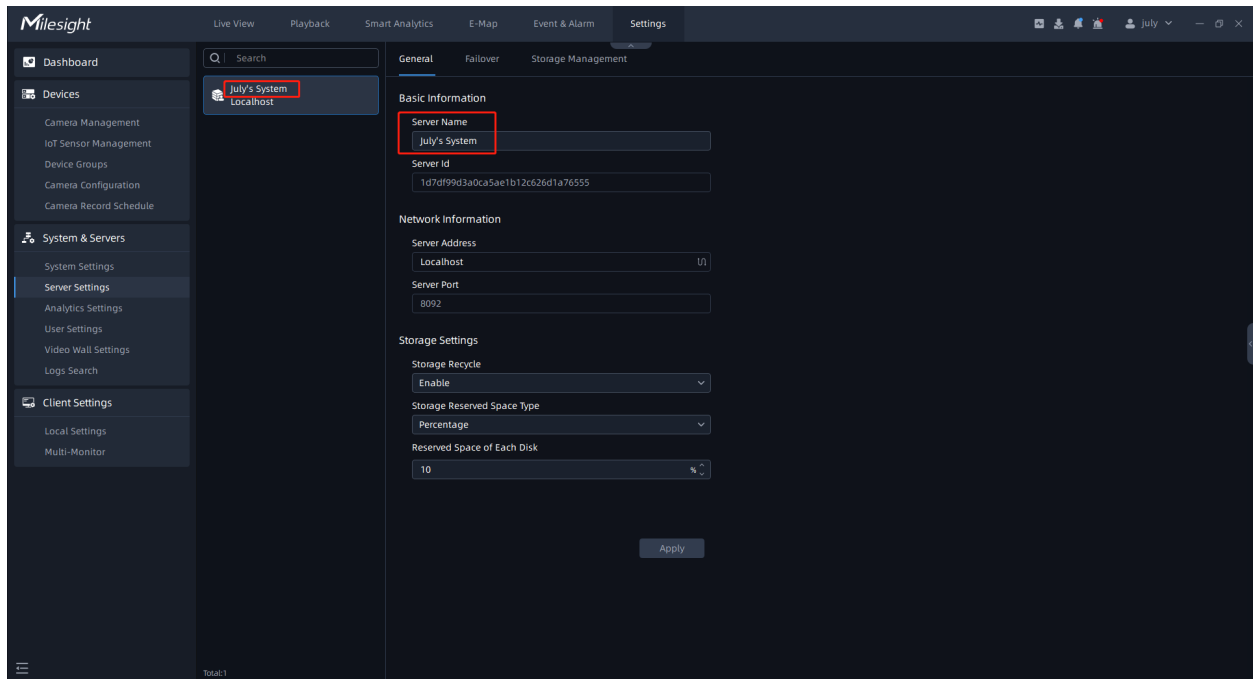 Milesight
Live View Playback Smart Analytics E-Map Event & Alarm Settings july
Dashboard
Devices
Camera Management
IoT Sensor Management
Device Groups
Camera Configuration
Camera Record Schedule
System & Servers
System Settings
Server Settings
Analytics Settings
User Settings
Video Wall Settings
Logs Search
Client Settings
Local Settings
Multi-Monitor
Search
July's System
Localhost
Total:1
General Failover Storage Management
Basic Information
Server Name
July's System
Server Id
1d7df99d3a0ca5ae1b12c626d1a76555
Network Information
Server Address
Localhost
Server Port
8092
Storage Settings
Storage Recycle
Enable
Storage Reserved Space Type
Percentage
Reserved Space of Each Disk
10 %
Apply